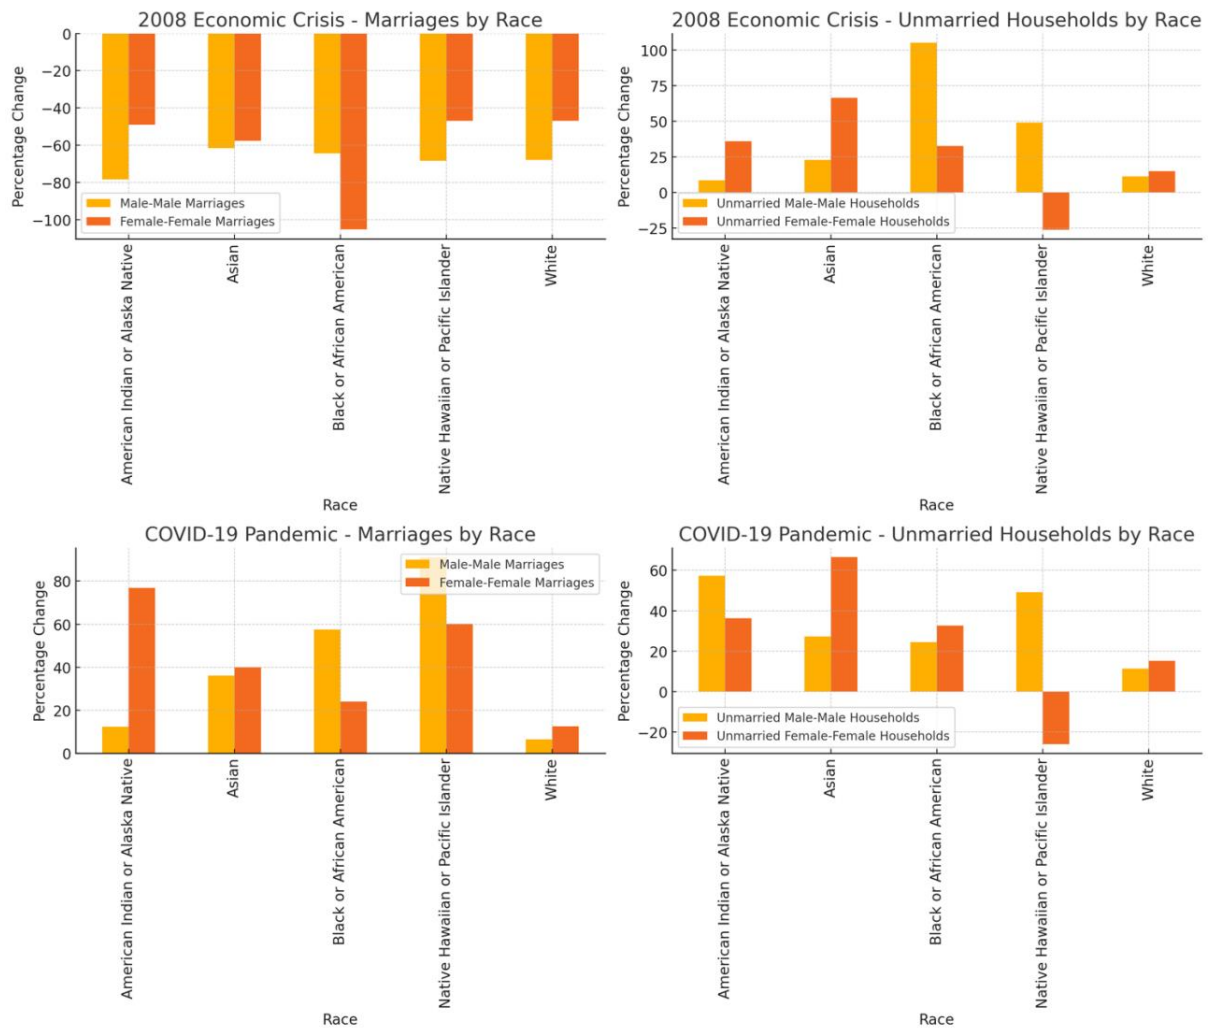 2008 Economic Crisis - Marriages by Race
Percentage Change
0
−20
−40
−60
−80
−100
Male-Male Marriages
Female-Female Marriages
American Indian or Alaska Native
Asian
Black or African American
Native Hawaiian or Pacific Islander
White
Race
2008 Economic Crisis - Unmarried Households by Race
Percentage Change
100
75
50
25
0
−25
Unmarried Male-Male Households
Unmarried Female-Female Households
American Indian or Alaska Native
Asian
Black or African American
Native Hawaiian or Pacific Islander
White
Race
COVID-19 Pandemic - Marriages by Race
Percentage Change
80
60
40
20
0
Male-Male Marriages
Female-Female Marriages
American Indian or Alaska Native
Asian
Black or African American
Native Hawaiian or Pacific Islander
White
Race
COVID-19 Pandemic - Unmarried Households by Race
Percentage Change
60
40
20
0
−20
Unmarried Male-Male Households
Unmarried Female-Female Households
American Indian or Alaska Native
Asian
Black or African American
Native Hawaiian or Pacific Islander
White
Race